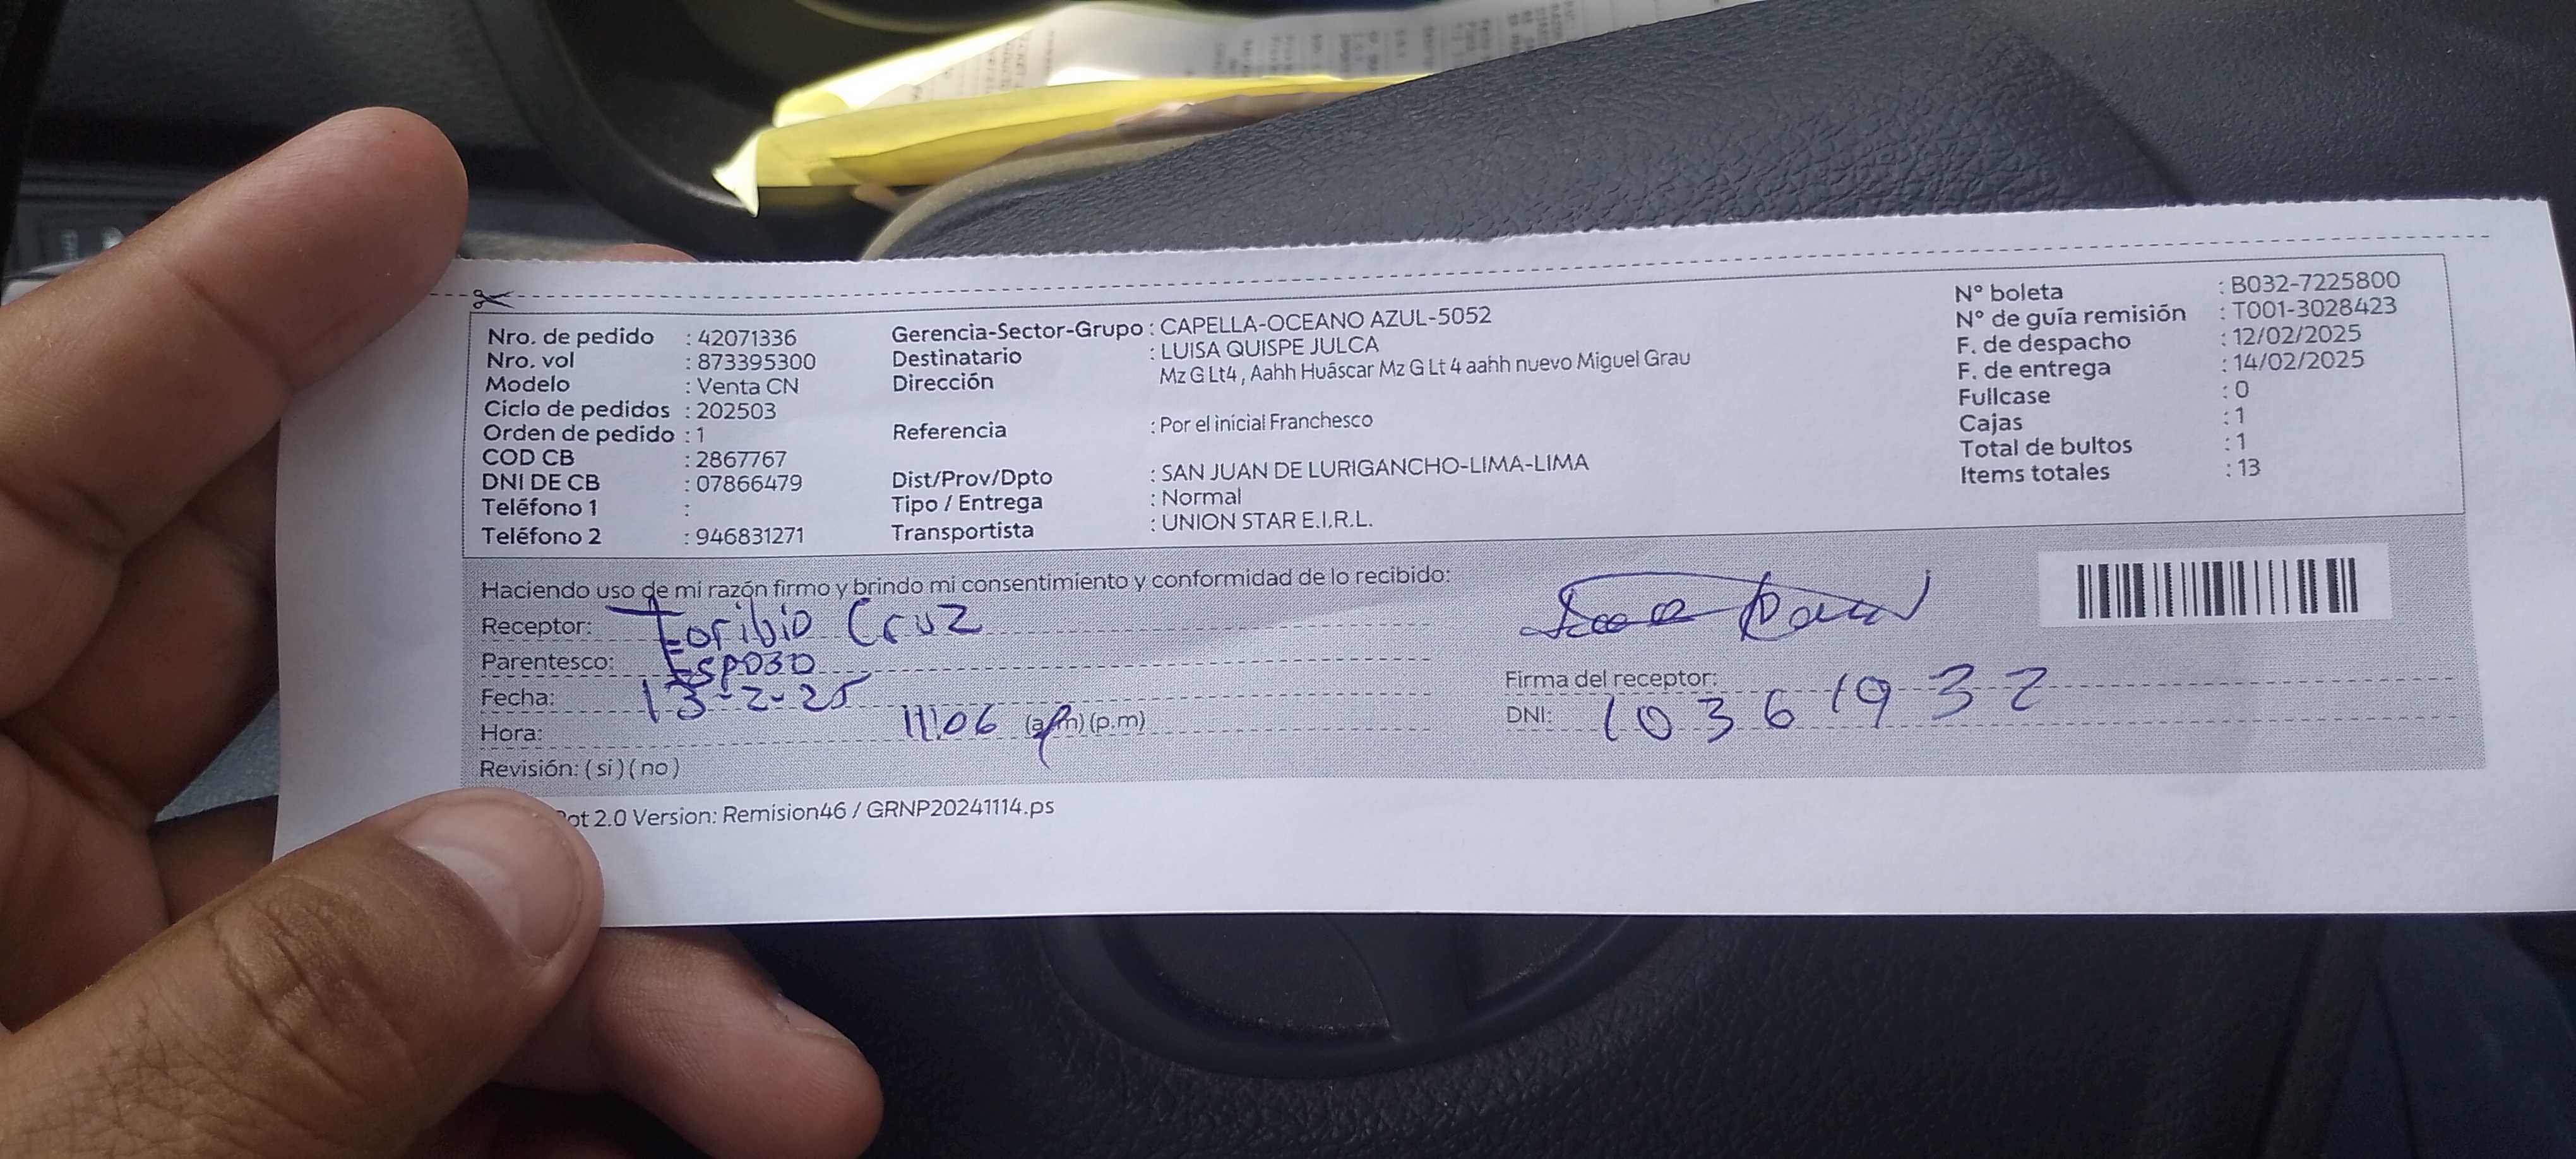 Nro. de pedido : 42071336
Nro. vol : 873395300
Modelo : Venta CN
Ciclo de pedidos : 202503
Orden de pedido : 1
COD CB : 2867767
DNI DE CB : 07866479
Teléfono 1 :
Teléfono 2 : 946831271
Gerencia-Sector-Grupo : CAPELLA-OCEANO AZUL-5052
Destinatario : LUISA QUISPE JULCA
Dirección Mz G Lt4 , Aahh Huáscar Mz G Lt 4 aahh nuevo Miguel Grau
Referencia : Por el inicial Franchesco
Dist/Prov/Dpto : SAN JUAN DE LURIGANCHO-LIMA-LIMA
Tipo / Entrega : Normal
Transportista : UNION STAR E.I.R.L.
N° boleta : B032-7225800
N° de guía remisión : T001-3028423
F. de despacho : 12/02/2025
F. de entrega : 14/02/2025
Fullcase : 0
Cajas : 1
Total de bultos : 1
Items totales : 13
Haciendo uso de mi razón firmo y brindo mi consentimiento y conformidad de lo recibido:
Receptor: Toribio Cruz
Parentesco: Esposo
Fecha: 13-2-25
Hora: 11:06 (a.m) (p.m)
Revisión: ( si ) ( no )
Firma del receptor:
DNI: 10361932
ot 2.0 Version: Remision46 / GRNP20241114.ps